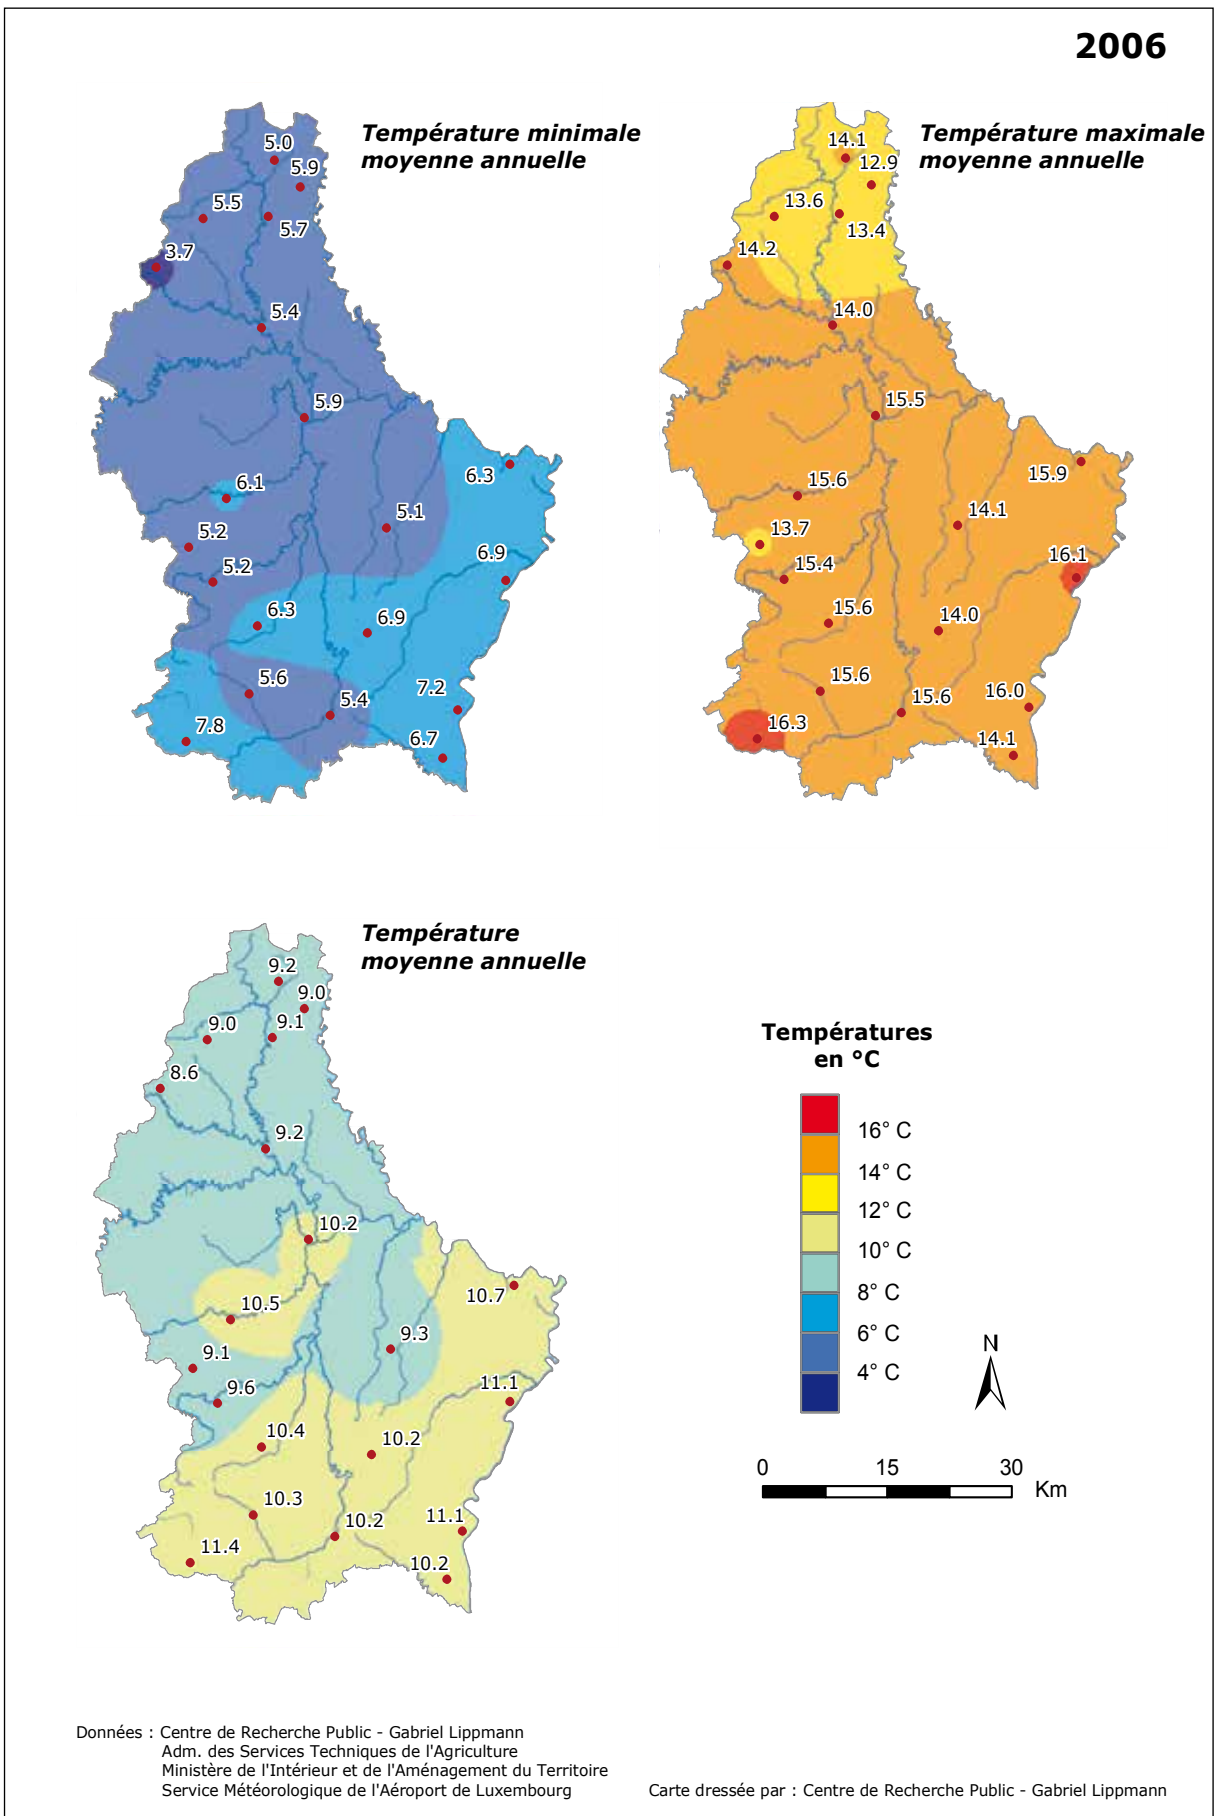 2006
Température minimale
moyenne annuelle
5.0
5.9
5.5
5.7
3.7
5.4
5.9
6.3
6.1
5.1
5.2
6.9
5.2
6.3
6.9
5.6
5.4
7.2
7.8
6.7
Température maximale
moyenne annuelle
14.1
12.9
13.6
13.4
14.2
14.0
15.5
15.9
15.6
14.1
13.7
16.1
15.4
15.6
14.0
15.6
15.6
16.0
16.3
14.1
Température
moyenne annuelle
9.2
9.0
9.0
9.1
8.6
9.2
10.2
10.7
10.5
9.3
9.1
9.6
11.1
10.4
10.2
10.3
10.2
11.1
11.4
10.2
Températures
en °C
16° C
14° C
12° C
10° C
8° C
6° C
4° C
N
0 15 30
Km
Données : Centre de Recherche Public - Gabriel Lippmann
Adm. des Services Techniques de l'Agriculture
Ministère de l'Intérieur et de l'Aménagement du Territoire
Service Météorologique de l'Aéroport de Luxembourg
Carte dressée par : Centre de Recherche Public - Gabriel Lippmann